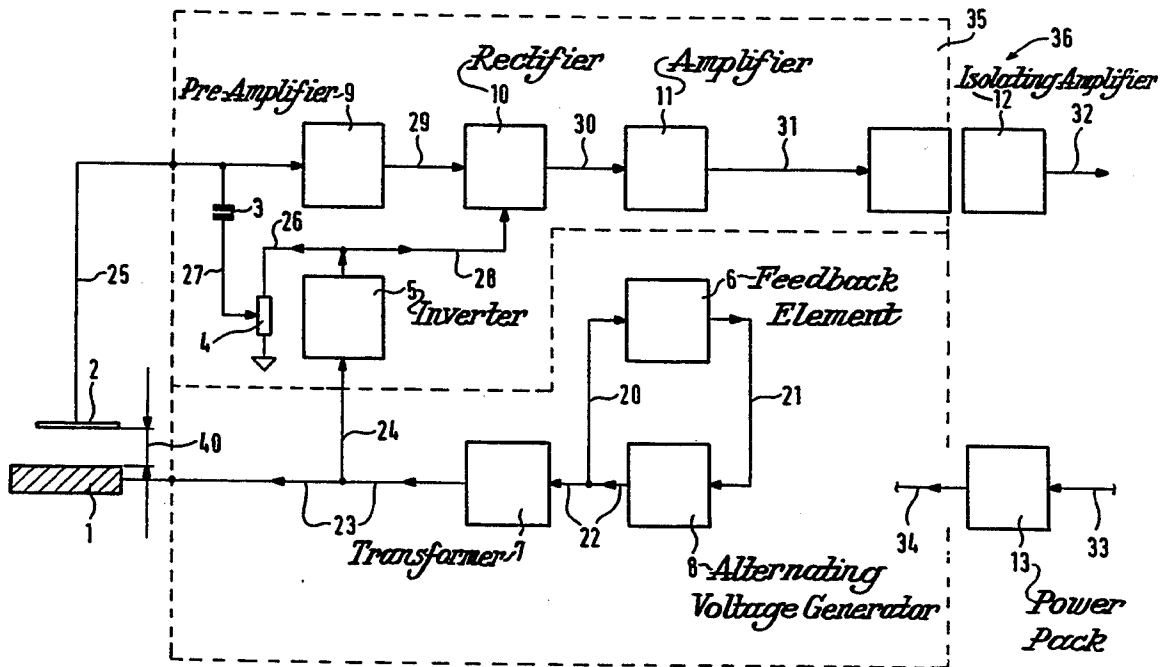 35
36
Rectifier
10
Amplifier
11
Isolating Amplifier
12
Pre-Amplifier 9
29
30
31
32
3
26
27
28
25
5
Inverter
4
6 Feedback
Element
2
20
21
24
40
1
23
22
34
33
Transformer 7
8 Alternating
Voltage Generator
13 Power
Pack